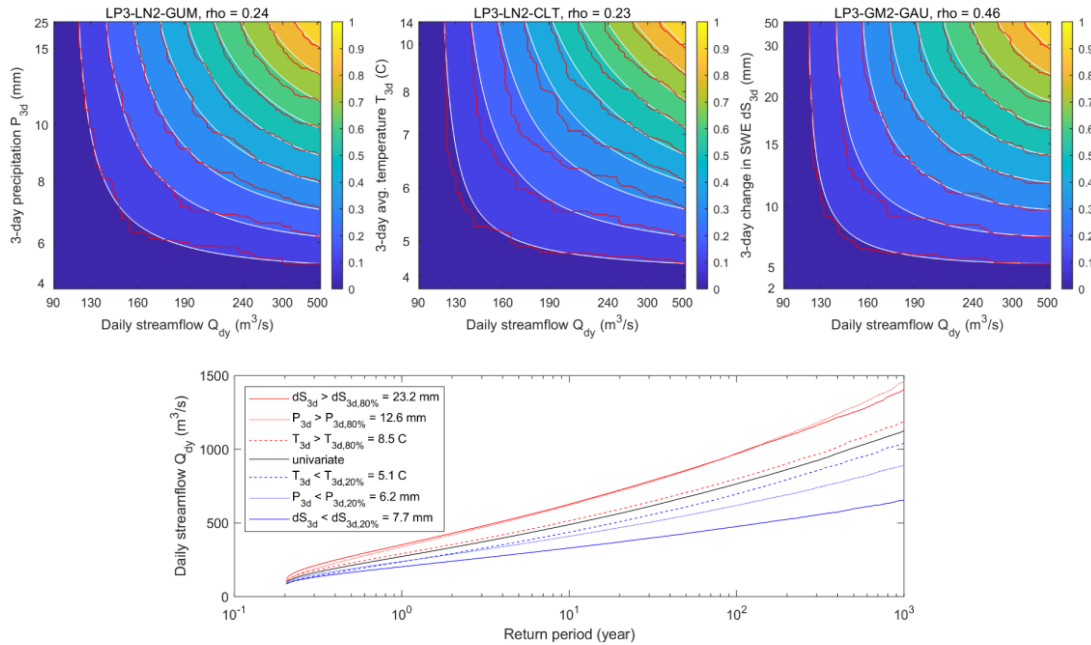 LP3-LN2-GUM, rho = 0.24
3-day precipitation P3d (mm)
25
15
10
8
6
4
90 130 160 190 240 300 500
Daily streamflow Qdy (m3/s)
1
0.9
0.8
0.7
0.6
0.5
0.4
0.3
0.2
0.1
0
LP3-LN2-CLT, rho = 0.23
3-day avg. temperature T3d (C)
14
10
9
8
7
6
5
4
90 130 160 190 240 300 500
Daily streamflow Qdy (m3/s)
1
0.9
0.8
0.7
0.6
0.5
0.4
0.3
0.2
0.1
0
LP3-GM2-GAU, rho = 0.46
3-day change in SWE dS3d (mm)
50
30
20
15
10
5
2
90 130 160 190 240 300 500
Daily streamflow Qdy (m3/s)
1
0.9
0.8
0.7
0.6
0.5
0.4
0.3
0.2
0.1
0
Daily streamflow Qdy (m3/s)
1500
1000
500
0
dS3d > dS3d,80% = 23.2 mm
P3d > P3d,80% = 12.6 mm
T3d > T3d,80% = 8.5 C
univariate
T3d < T3d,20% = 5.1 C
P3d < P3d,20% = 6.2 mm
dS3d < dS3d,20% = 7.7 mm
10-1 100 101 102 103
Return period (year)